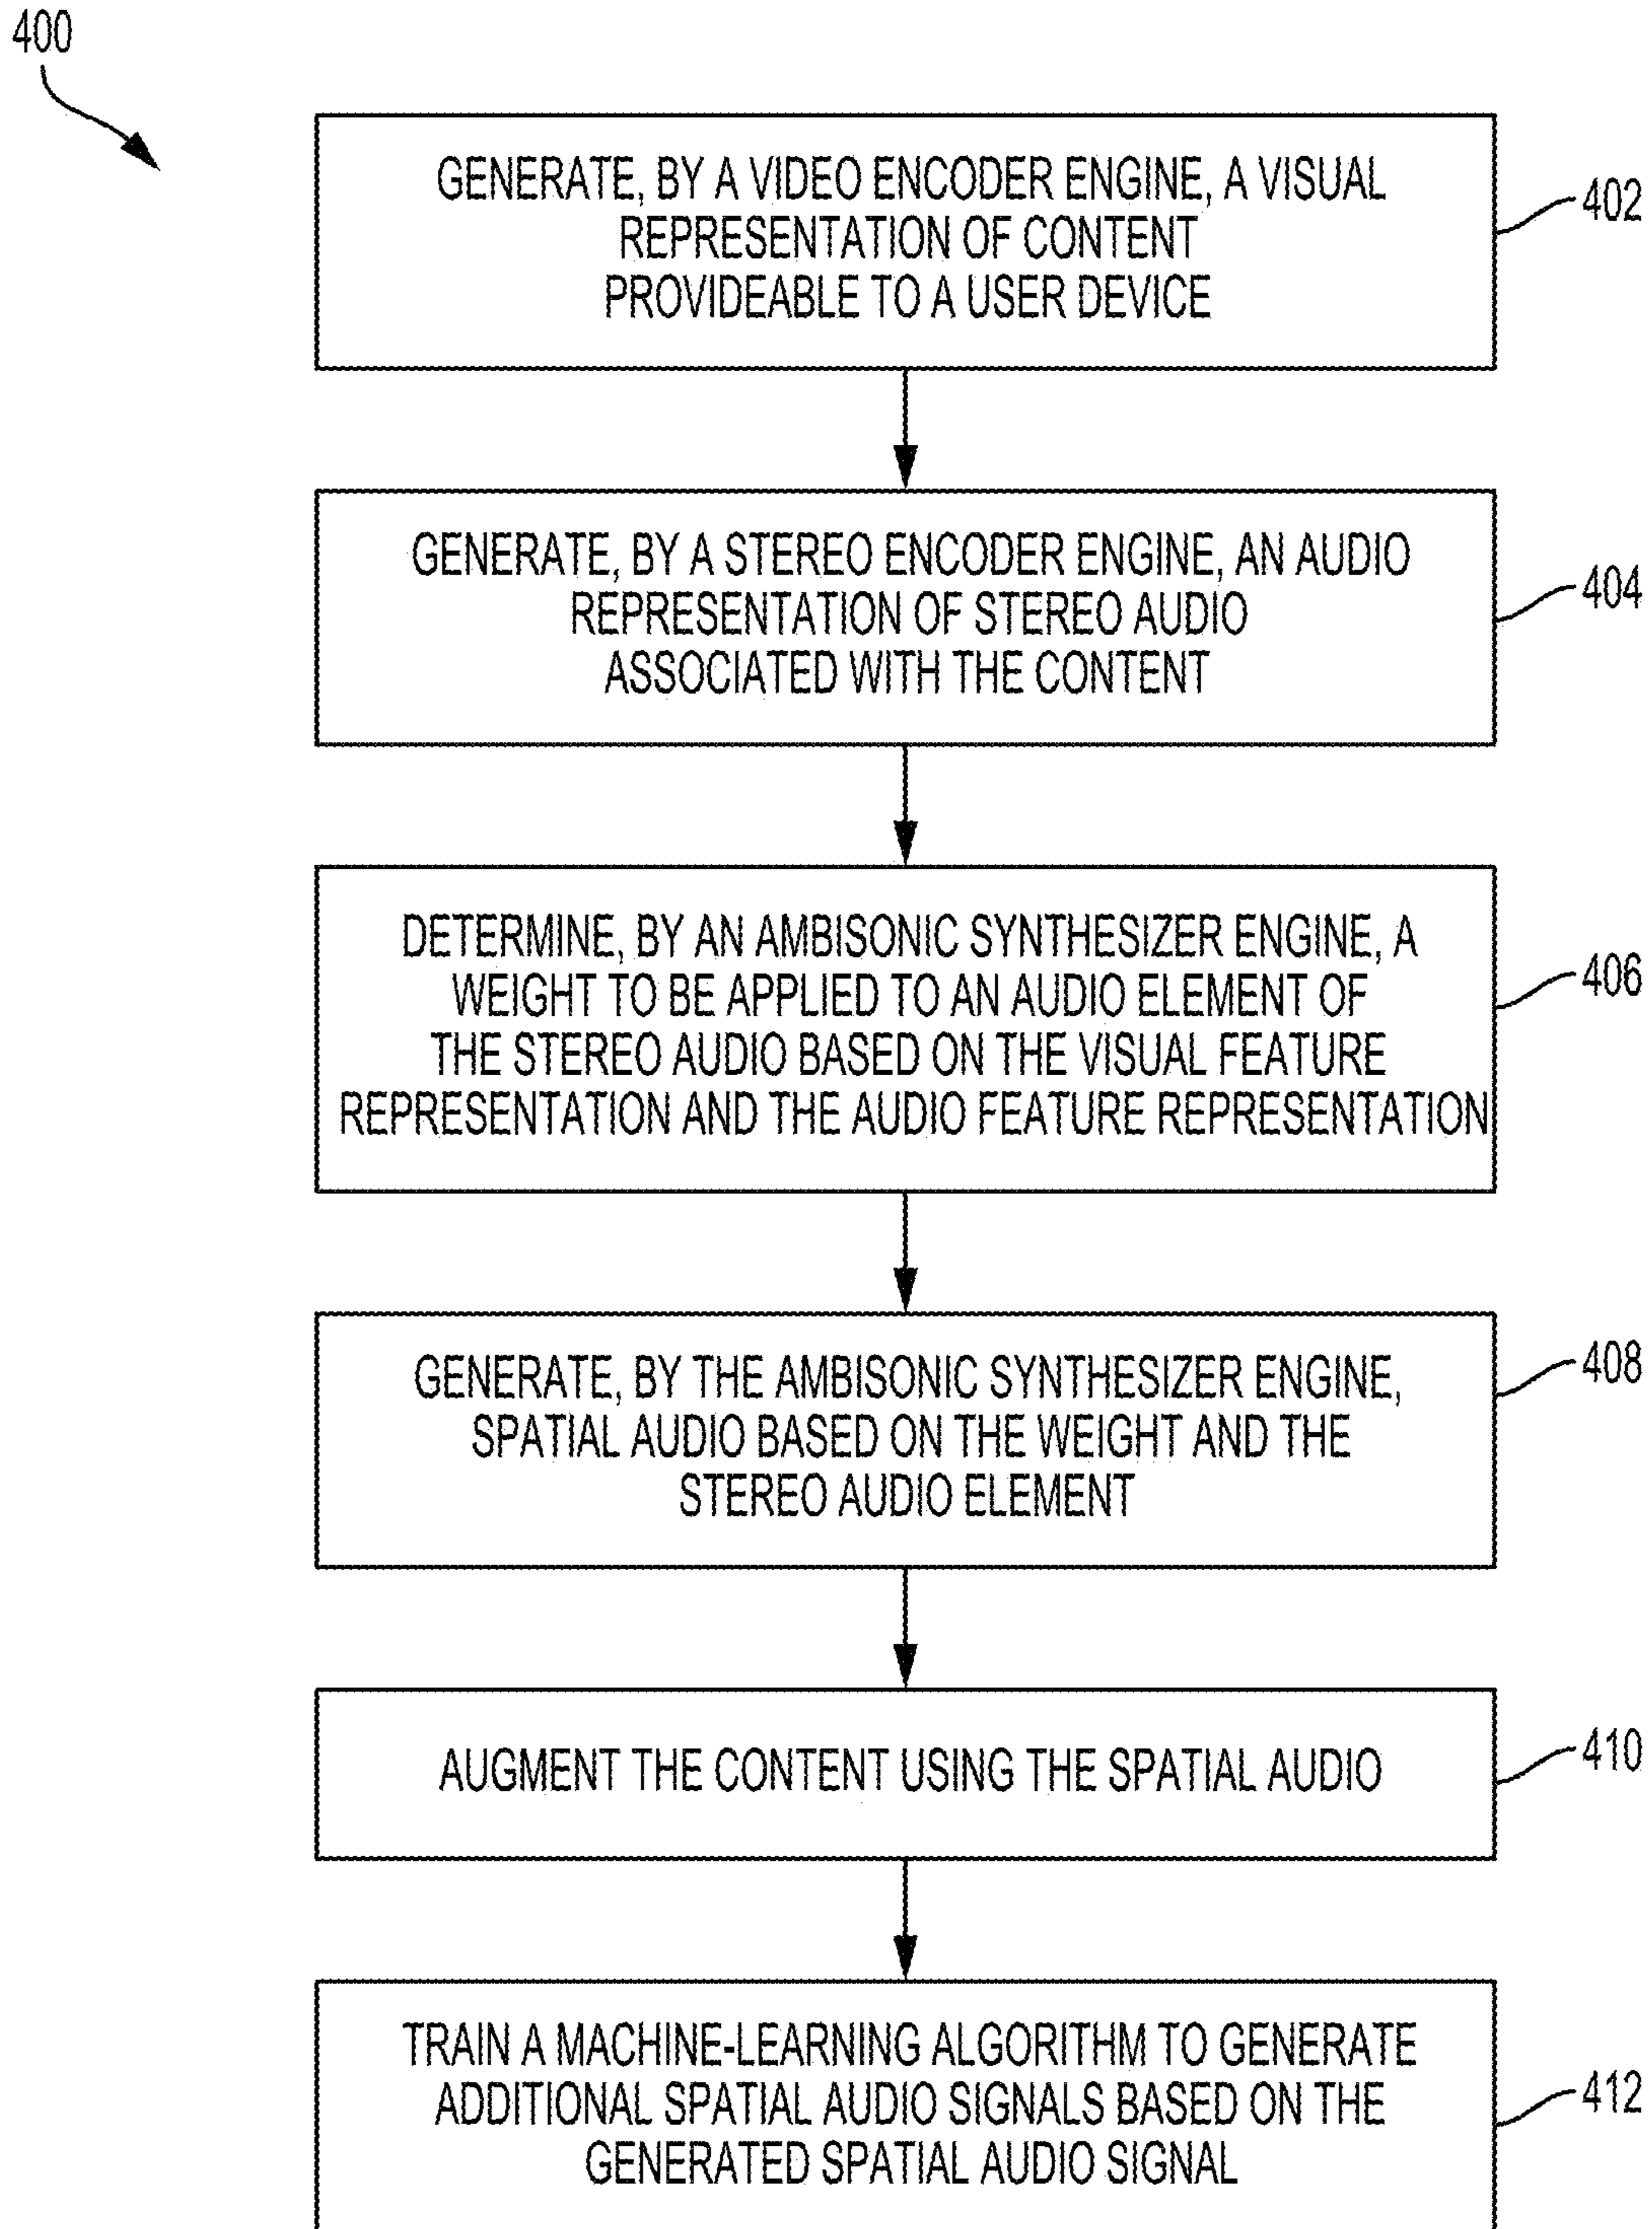 400
GENERATE, BY A VIDEO ENCODER ENGINE, A VISUAL
REPRESENTATION OF CONTENT
PROVIDEABLE TO A USER DEVICE
402
GENERATE, BY A STEREO ENCODER ENGINE, AN AUDIO
REPRESENTATION OF STEREO AUDIO
ASSOCIATED WITH THE CONTENT
404
DETERMINE, BY AN AMBISONIC SYNTHESIZER ENGINE, A
WEIGHT TO BE APPLIED TO AN AUDIO ELEMENT OF
THE STEREO AUDIO BASED ON THE VISUAL FEATURE
REPRESENTATION AND THE AUDIO FEATURE REPRESENTATION
406
GENERATE, BY THE AMBISONIC SYNTHESIZER ENGINE,
SPATIAL AUDIO BASED ON THE WEIGHT AND THE
STEREO AUDIO ELEMENT
408
AUGMENT THE CONTENT USING THE SPATIAL AUDIO
410
TRAIN A MACHINE-LEARNING ALGORITHM TO GENERATE
ADDITIONAL SPATIAL AUDIO SIGNALS BASED ON THE
GENERATED SPATIAL AUDIO SIGNAL
412